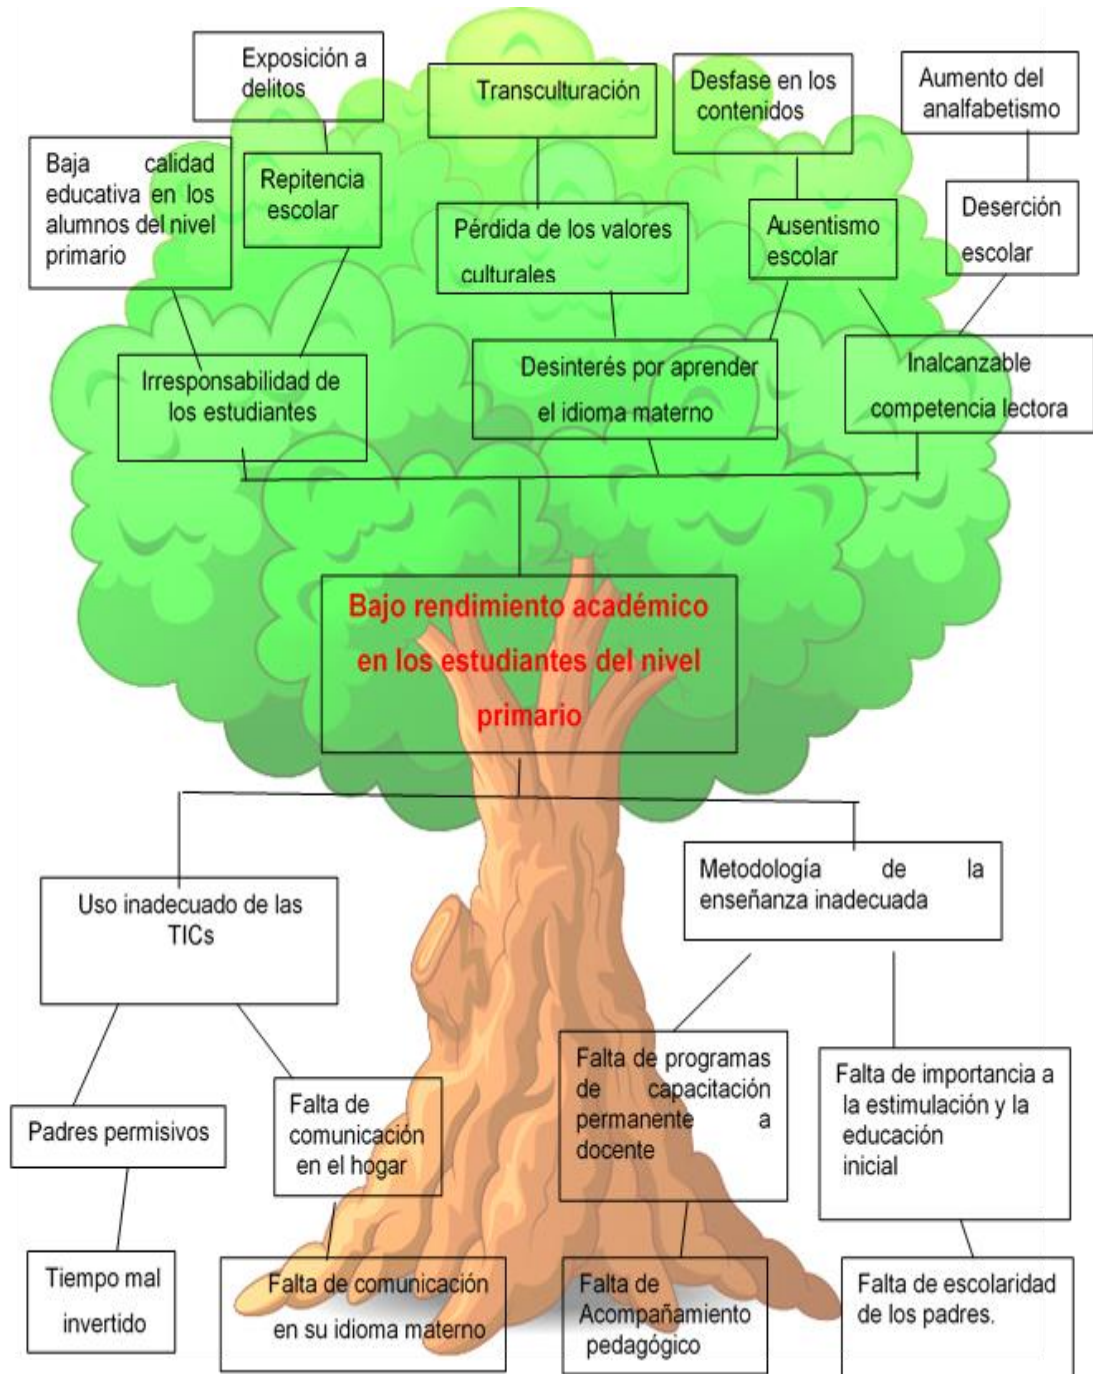 Exposición a
delitos
Transculturación
Desfase en los
contenidos
Aumento del
analfabetismo
Baja calidad
educativa en los
alumnos del nivel
primario
Repitencia
escolar
Pérdida de los valores
culturales
Ausentismo
escolar
Deserción
escolar
Irresponsabilidad de
los estudiantes
Desinterés por aprender
el idioma materno
Inalcanzable
competencia lectora
Bajo rendimiento académico
en los estudiantes del nivel
primario
Uso inadecuado de las
TICs
Metodología de la
enseñanza inadecuada
Padres permisivos
Falta de
comunicación
en el hogar
Falta de programas
de capacitación
permanente a
docente
Falta de importancia a
la estimulación y la
educación
inicial
Tiempo mal
invertido
Falta de comunicación
en su idioma materno
Falta de
Acompañamiento
pedagógico
Falta de escolaridad
de los padres.